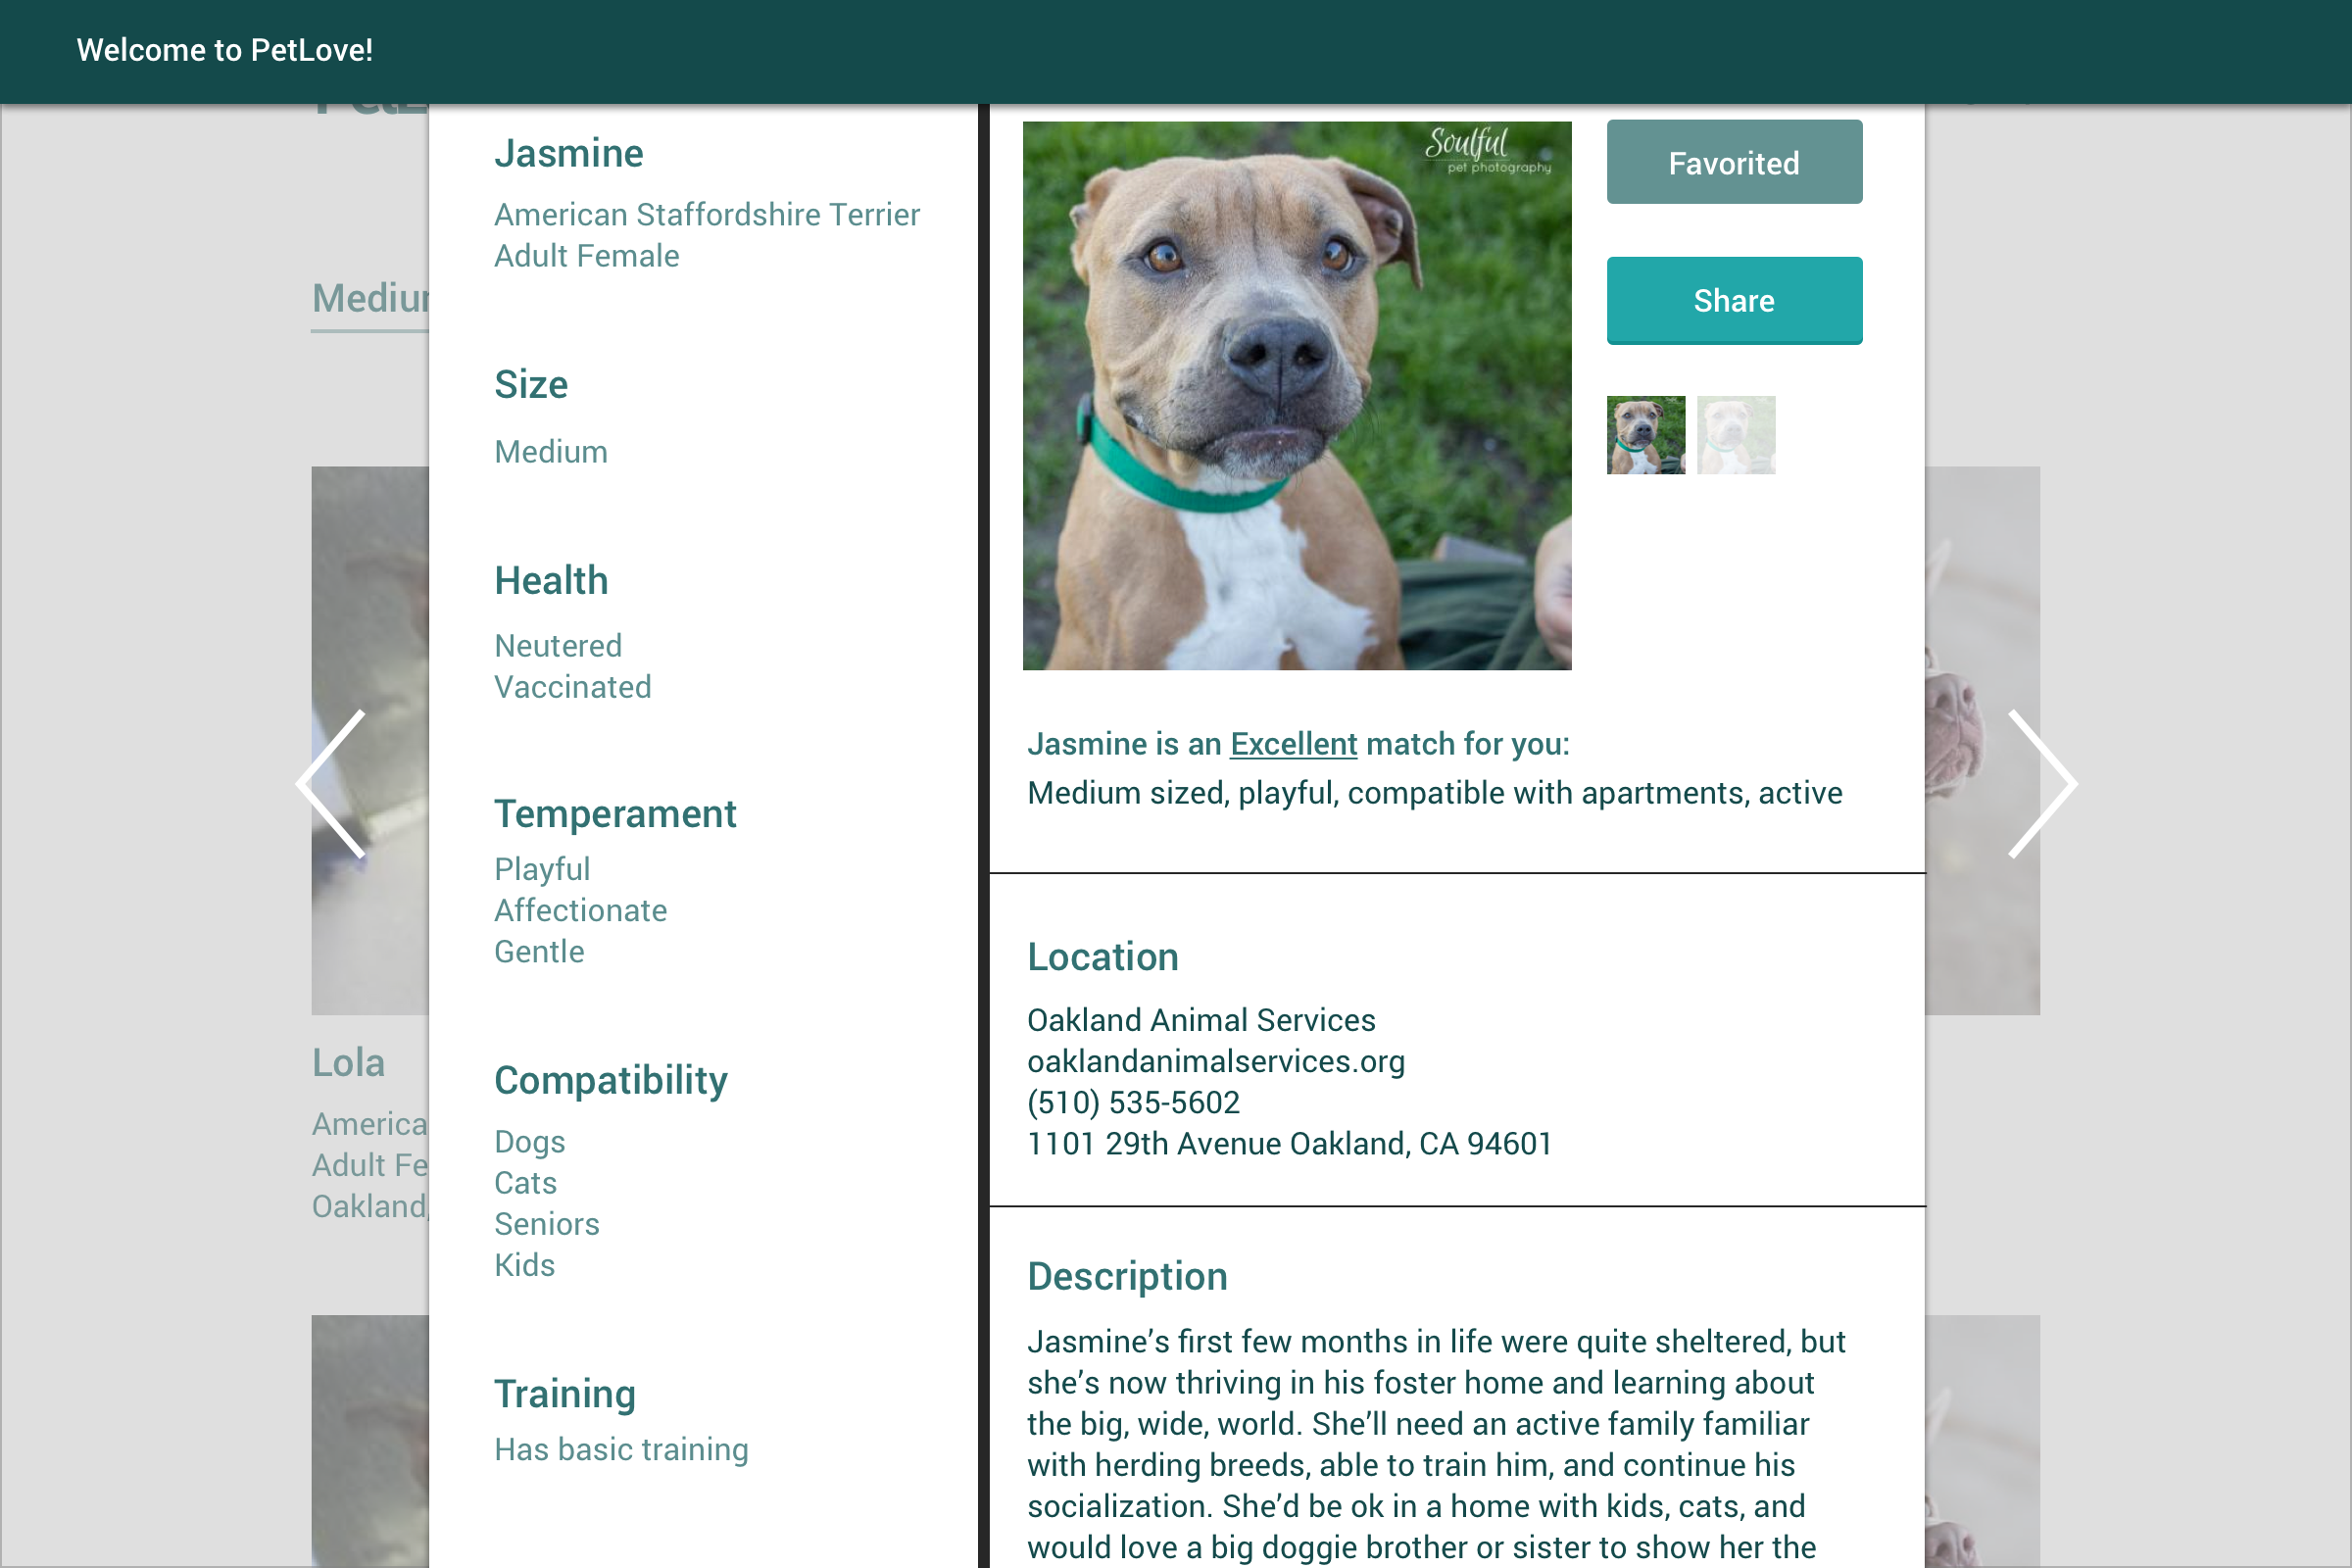 Welcome to PetLove!
Jasmine
American Staffordshire Terrier
Adult Female
Size
Medium
Health
Neutered
Vaccinated
Temperament
Playful
Affectionate
Gentle
Compatibility
Dogs
Cats
Seniors
Kids
Training
Has basic training
Soulful
pet photography
Favorited
Share
Jasmine is an Excellent match for you:
Medium sized, playful, compatible with apartments, active
Location
Oakland Animal Services
oaklandanimalservices.org
(510) 535-5602
1101 29th Avenue Oakland, CA 94601
Description
Jasmine’s first few months in life were quite sheltered, but
she’s now thriving in his foster home and learning about
the big, wide, world. She’ll need an active family familiar
with herding breeds, able to train him, and continue his
socialization. She’d be ok in a home with kids, cats, and
would love a big doggie brother or sister to show her the
Lola
Adult
Oakland,